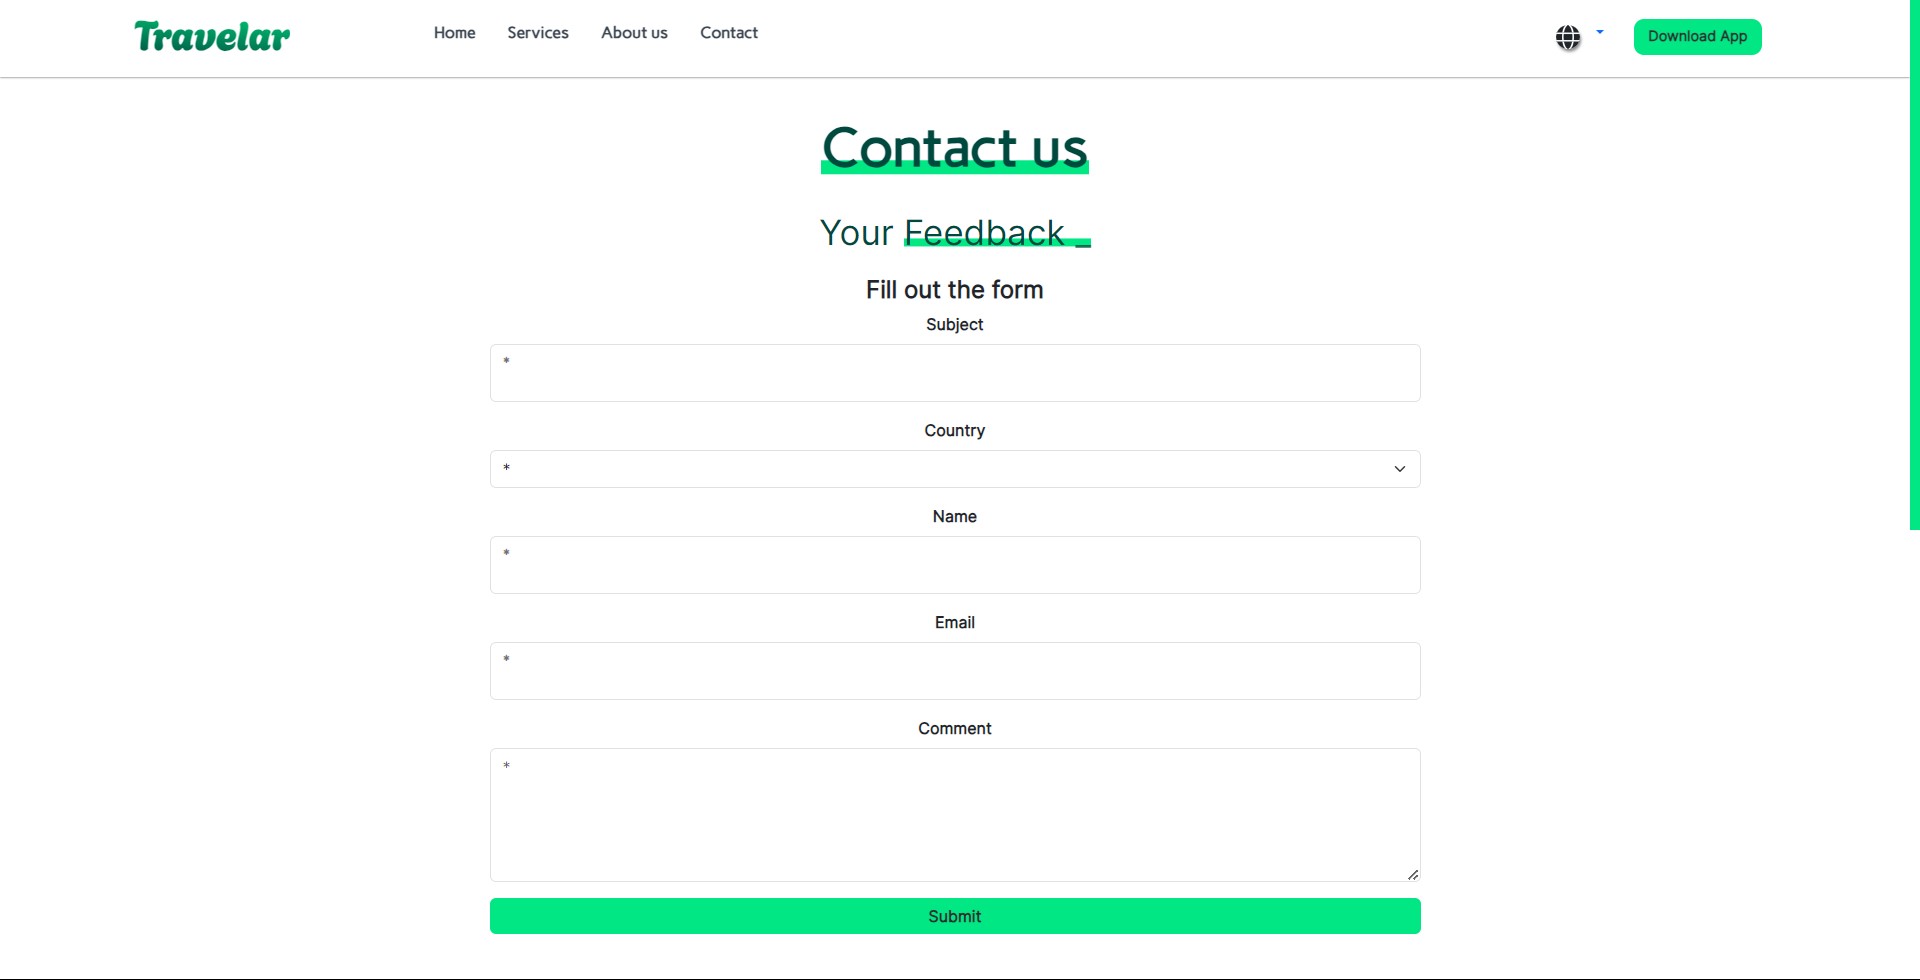 Travelar
Home Services About us Contact
Download App
Contact us
Your Feedback _
Fill out the form
Subject
*
Country
*
Name
*
Email
*
Comment
*
Submit